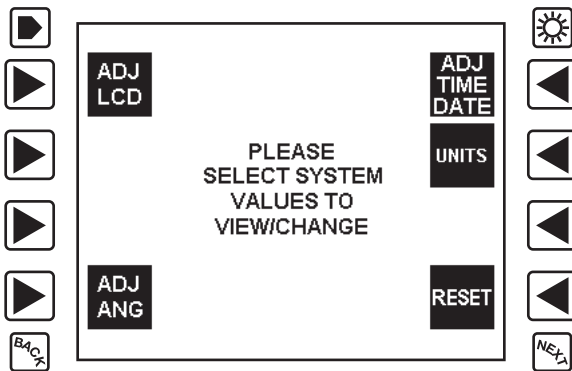 ADJ
LCD
ADJ
TIME
DATE
PLEASE
SELECT SYSTEM
VALUES TO
VIEW/CHANGE
UNITS
ADJ
ANG
RESET
BACK
NEXT